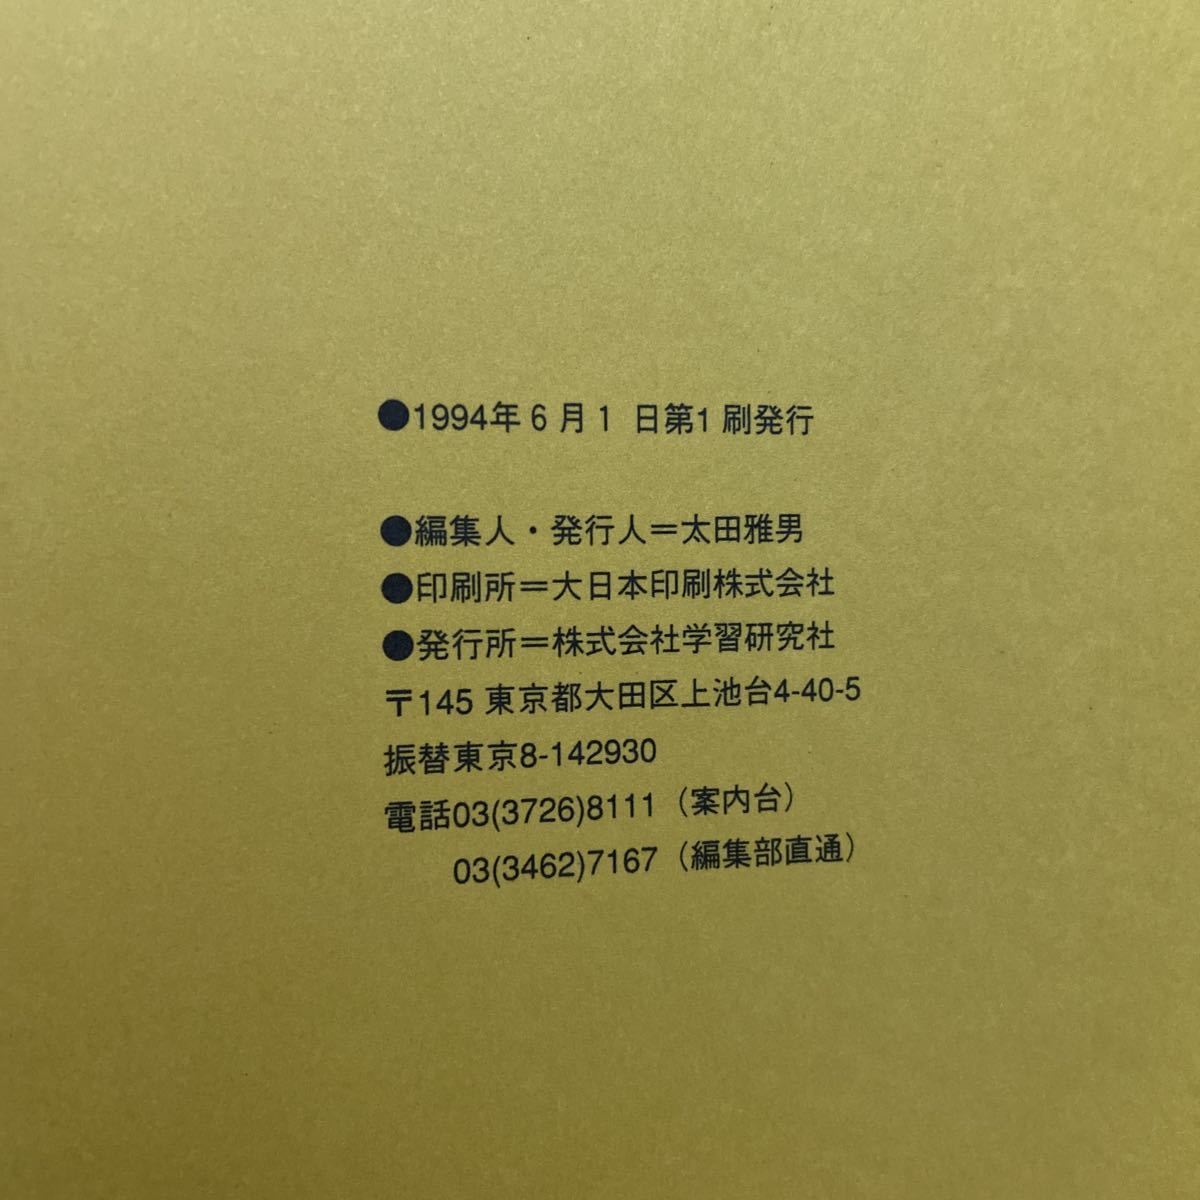 ●1994年6月1 日第1刷発行
●編集人・発行人＝太田雅男
●印刷所＝大日本印刷株式会社
●発行所＝株式会社学習研究社
〒145 東京都大田区上池台4-40-5
振替東京8-142930
電話03(3726)8111（案内台）
03(3462)7167（編集部直通）